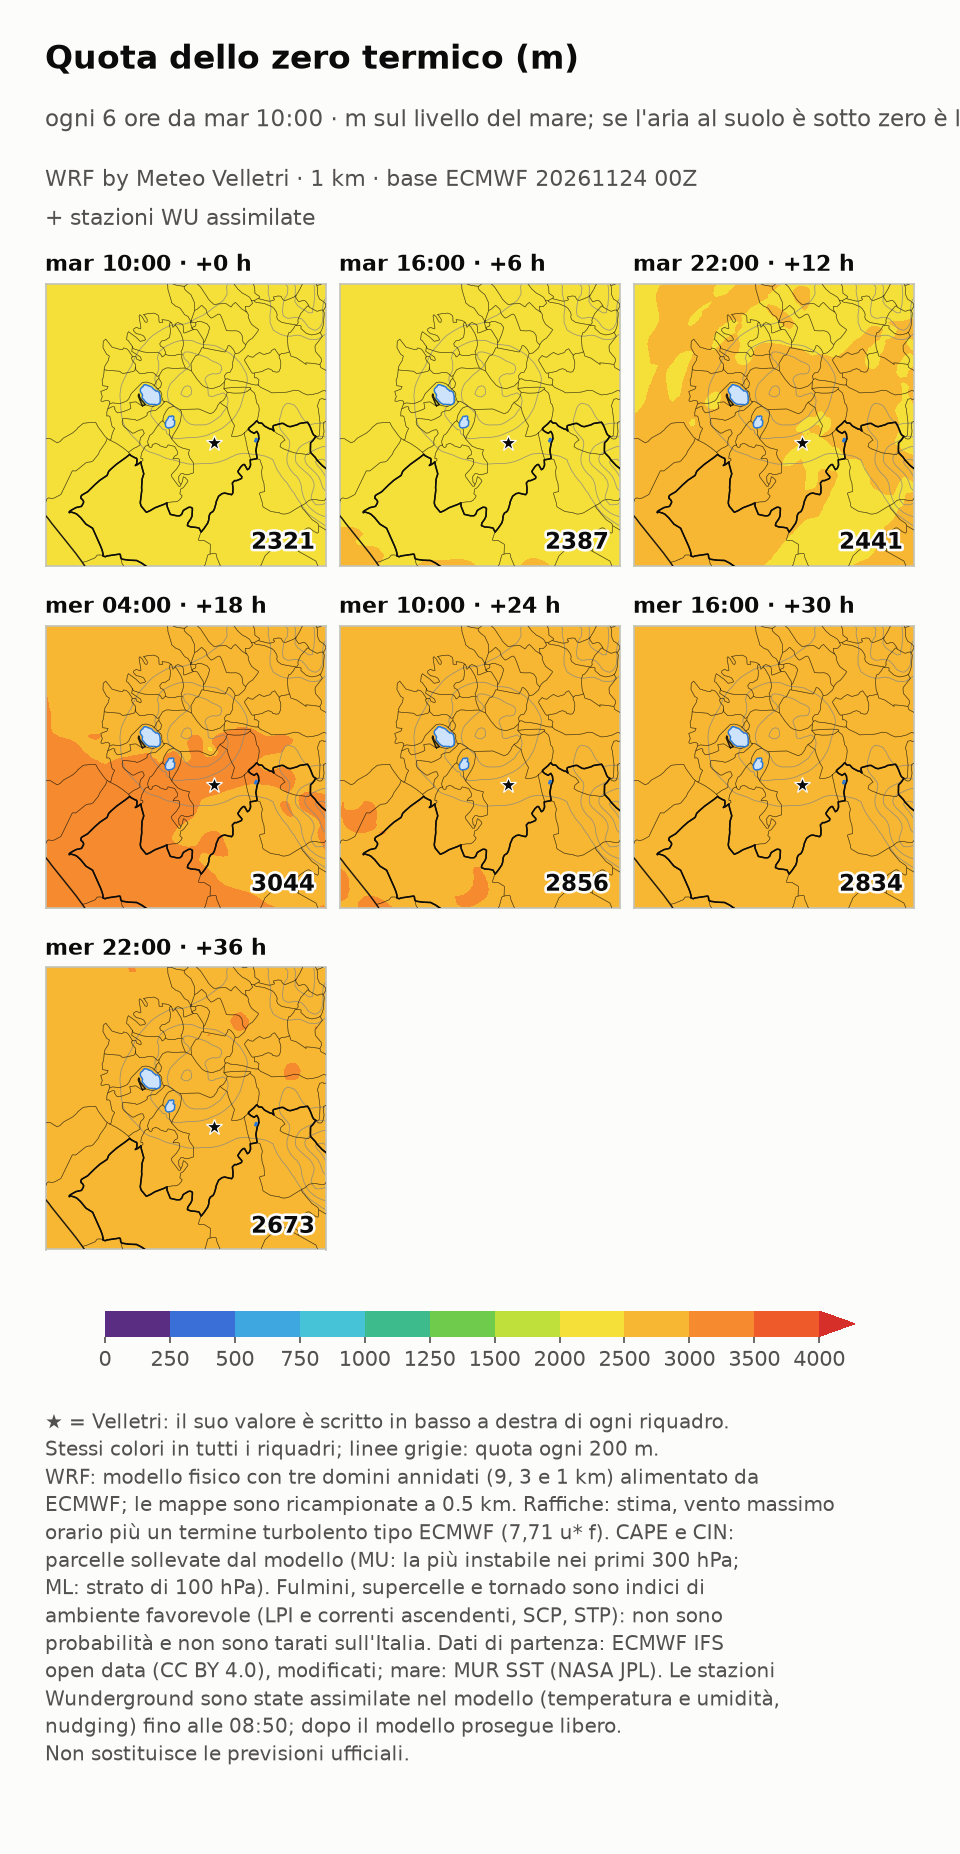 Quota dello zero termico (m)
ogni 6 ore da mar 10:00 · m sul livello del mare; se l'aria al suolo è sotto zero è
WRF by Meteo Velletri · 1 km · base ECMWF 20261124 00Z
+ stazioni WU assimilate
mar 10:00 · +0 h
mar 16:00 · +6 h
mar 22:00 · +12 h
2321
2387
2441
mer 04:00 · +18 h
mer 10:00 · +24 h
mer 16:00 · +30 h
3044
2856
2834
mer 22:00 · +36 h
2673
0 250 500 750 1000 1250 1500 2000 2500 3000 3500 4000
★ = Velletri: il suo valore è scritto in basso a destra di ogni riquadro.
Stessi colori in tutti i riquadri; linee grigie: quota ogni 200 m.
WRF: modello fisico con tre domini annidati (9, 3 e 1 km) alimentato da
ECMWF; le mappe sono ricampionate a 0.5 km. Raffiche: stima, vento massimo
orario più un termine turbolento tipo ECMWF (7,71 u* f). CAPE e CIN:
parcelle sollevate dal modello (MU: la più instabile nei primi 300 hPa;
ML: strato di 100 hPa). Fulmini, supercelle e tornado sono indici di
ambiente favorevole (LPI e correnti ascendenti, SCP, STP): non sono
probabilità e non sono tarati sull'Italia. Dati di partenza: ECMWF IFS
open data (CC BY 4.0), modificati; mare: MUR SST (NASA JPL). Le stazioni
Wunderground sono state assimilate nel modello (temperatura e umidità,
nudging) fino alle 08:50; dopo il modello prosegue libero.
Non sostituisce le previsioni ufficiali.